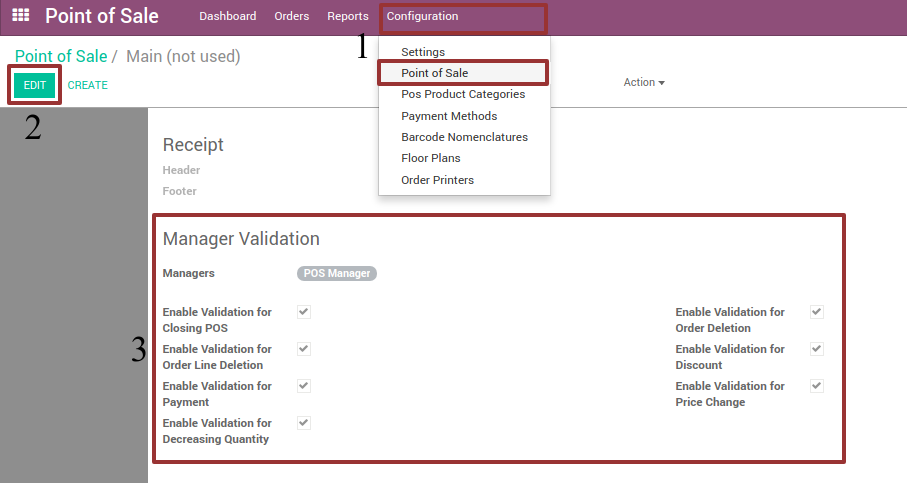 Point of Sale Dashboard Orders Reports Configuration
1
Point of Sale / Main (not used)
Settings
EDIT CREATE
Point of Sale
Action
Pos Product Categories
2
Payment Methods
Barcode Nomenclatures
Floor Plans
Order Printers
Receipt
Header
Footer
Manager Validation
Managers POS Manager
Enable Validation for
Closing POS
Enable Validation for
Order Deletion
3
Enable Validation for
Order Line Deletion
Enable Validation for
Discount
Enable Validation for
Payment
Enable Validation for
Price Change
Enable Validation for
Decreasing Quantity